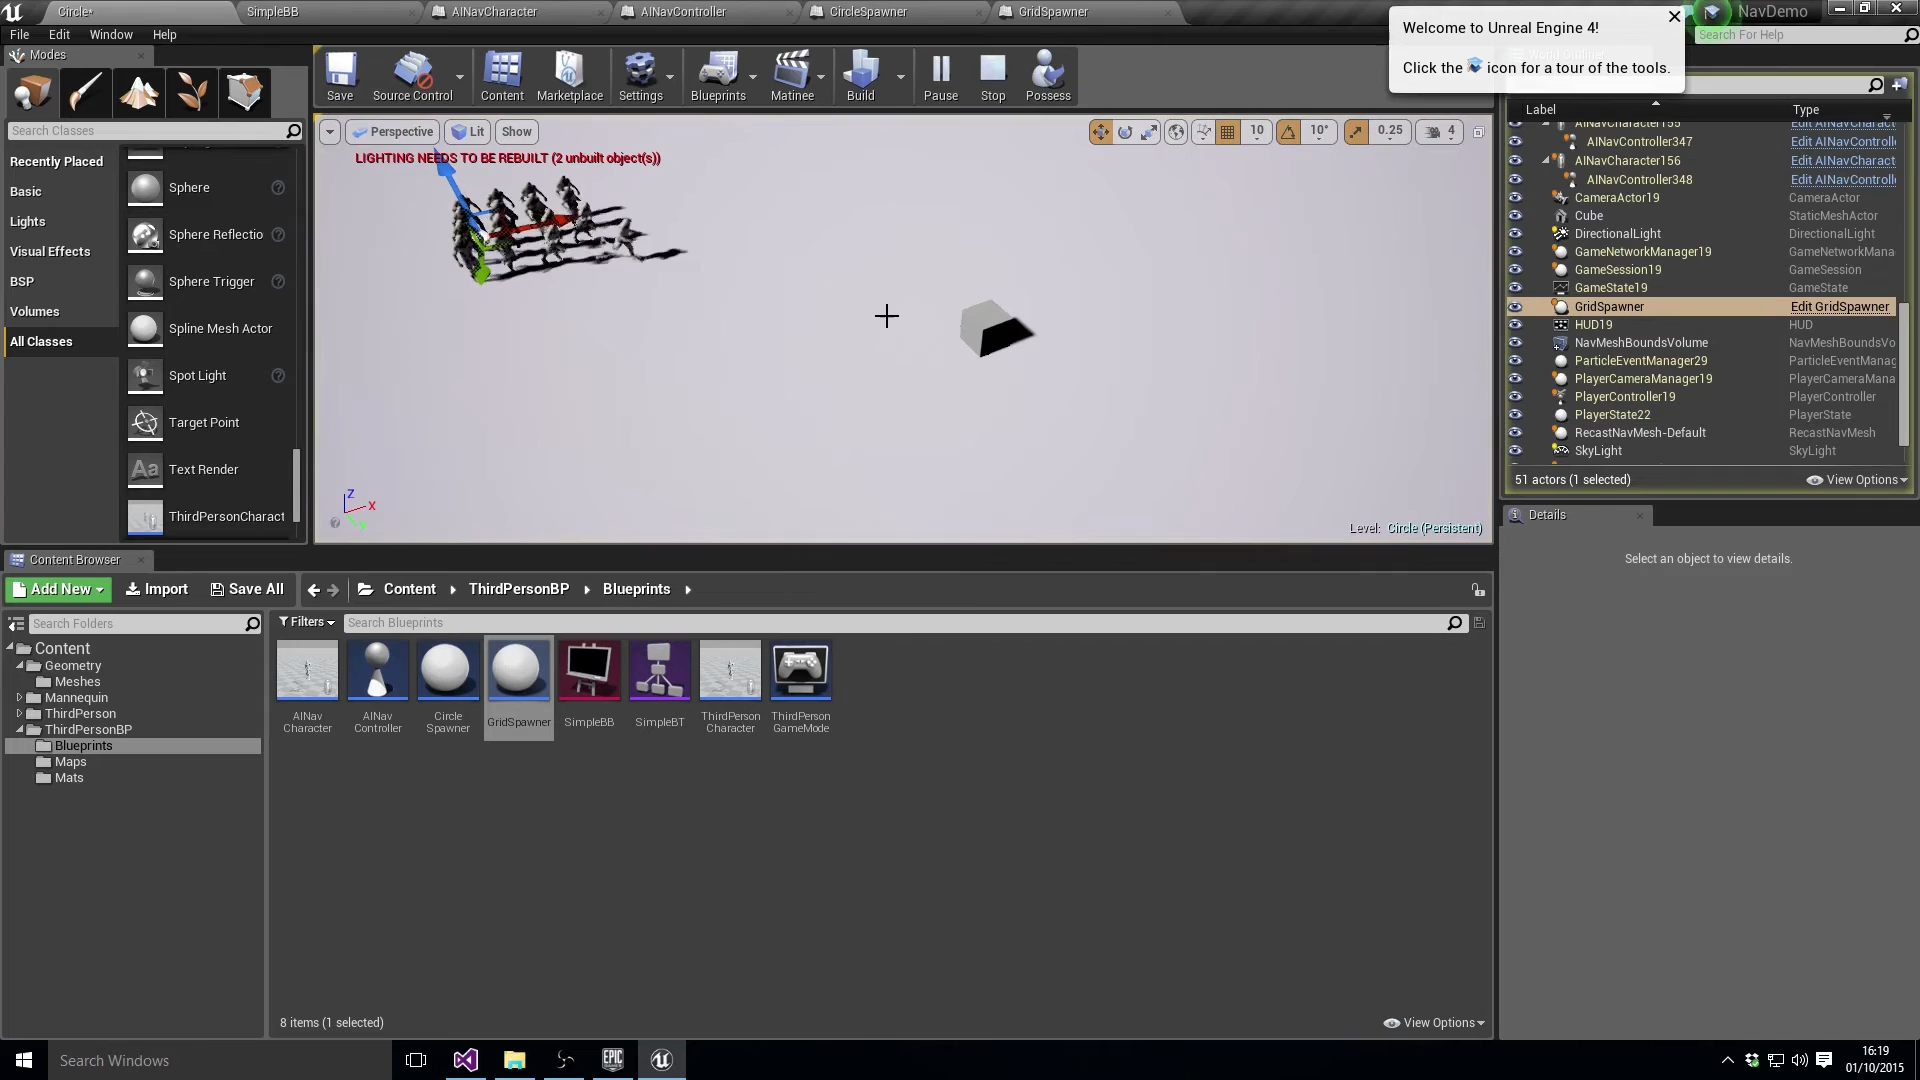 Circle*
SimpleBB
AINavCharacter
AINavController
CircleSpawner
GridSpawner
NavDemo
File
Edit
Window
Help
Search For Help
Welcome to Unreal Engine 4!
Click the icon for a tour of the tools.
Modes
Search Classes
Recently Placed
Basic
Lights
Visual Effects
BSP
Volumes
All Classes
Sphere
Sphere Reflectio
Sphere Trigger
Spline Mesh Actor
Spot Light
Target Point
Text Render
ThirdPersonCharact
Save
Source Control
Content
Marketplace
Settings
Blueprints
Matinee
Build
Pause
Stop
Possess
Perspective
Lit
Show
10
10°
0.25
4
LIGHTING NEEDS TO BE REBUILT (2 unbuilt object(s))
Z
X
Y
Level: Circle (Persistent)
Label
Type
AINavCharacter155
Edit AINavCharact
AINavController347
Edit AINavControll
AINavCharacter156
Edit AINavCharact
AINavController348
Edit AINavControll
CameraActor19
CameraActor
Cube
StaticMeshActor
DirectionalLight
DirectionalLight
GameNetworkManager19
GameNetworkMana
GameSession19
GameSession
GameState19
GameState
GridSpawner
Edit GridSpawner
HUD19
HUD
NavMeshBoundsVolume
NavMeshBoundsVo
ParticleEventManager29
ParticleEventManag
PlayerCameraManager19
PlayerCameraMana
PlayerController19
PlayerController
PlayerState22
PlayerState
RecastNavMesh-Default
RecastNavMesh
SkyLight
SkyLight
51 actors (1 selected)
View Options
Details
Select an object to view details.
Content Browser
Add New
Import
Save All
Content
ThirdPersonBP
Blueprints
Search Folders
Filters
Search Blueprints
Content
Geometry
Meshes
Mannequin
ThirdPerson
ThirdPersonBP
Blueprints
Maps
Mats
AINav
Character
AINav
Controller
Circle
Spawner
GridSpawner
SimpleBB
SimpleBT
ThirdPerson
Character
ThirdPerson
GameMode
8 items (1 selected)
View Options
Search Windows
EPIC
GAMES
16:19
01/10/2015